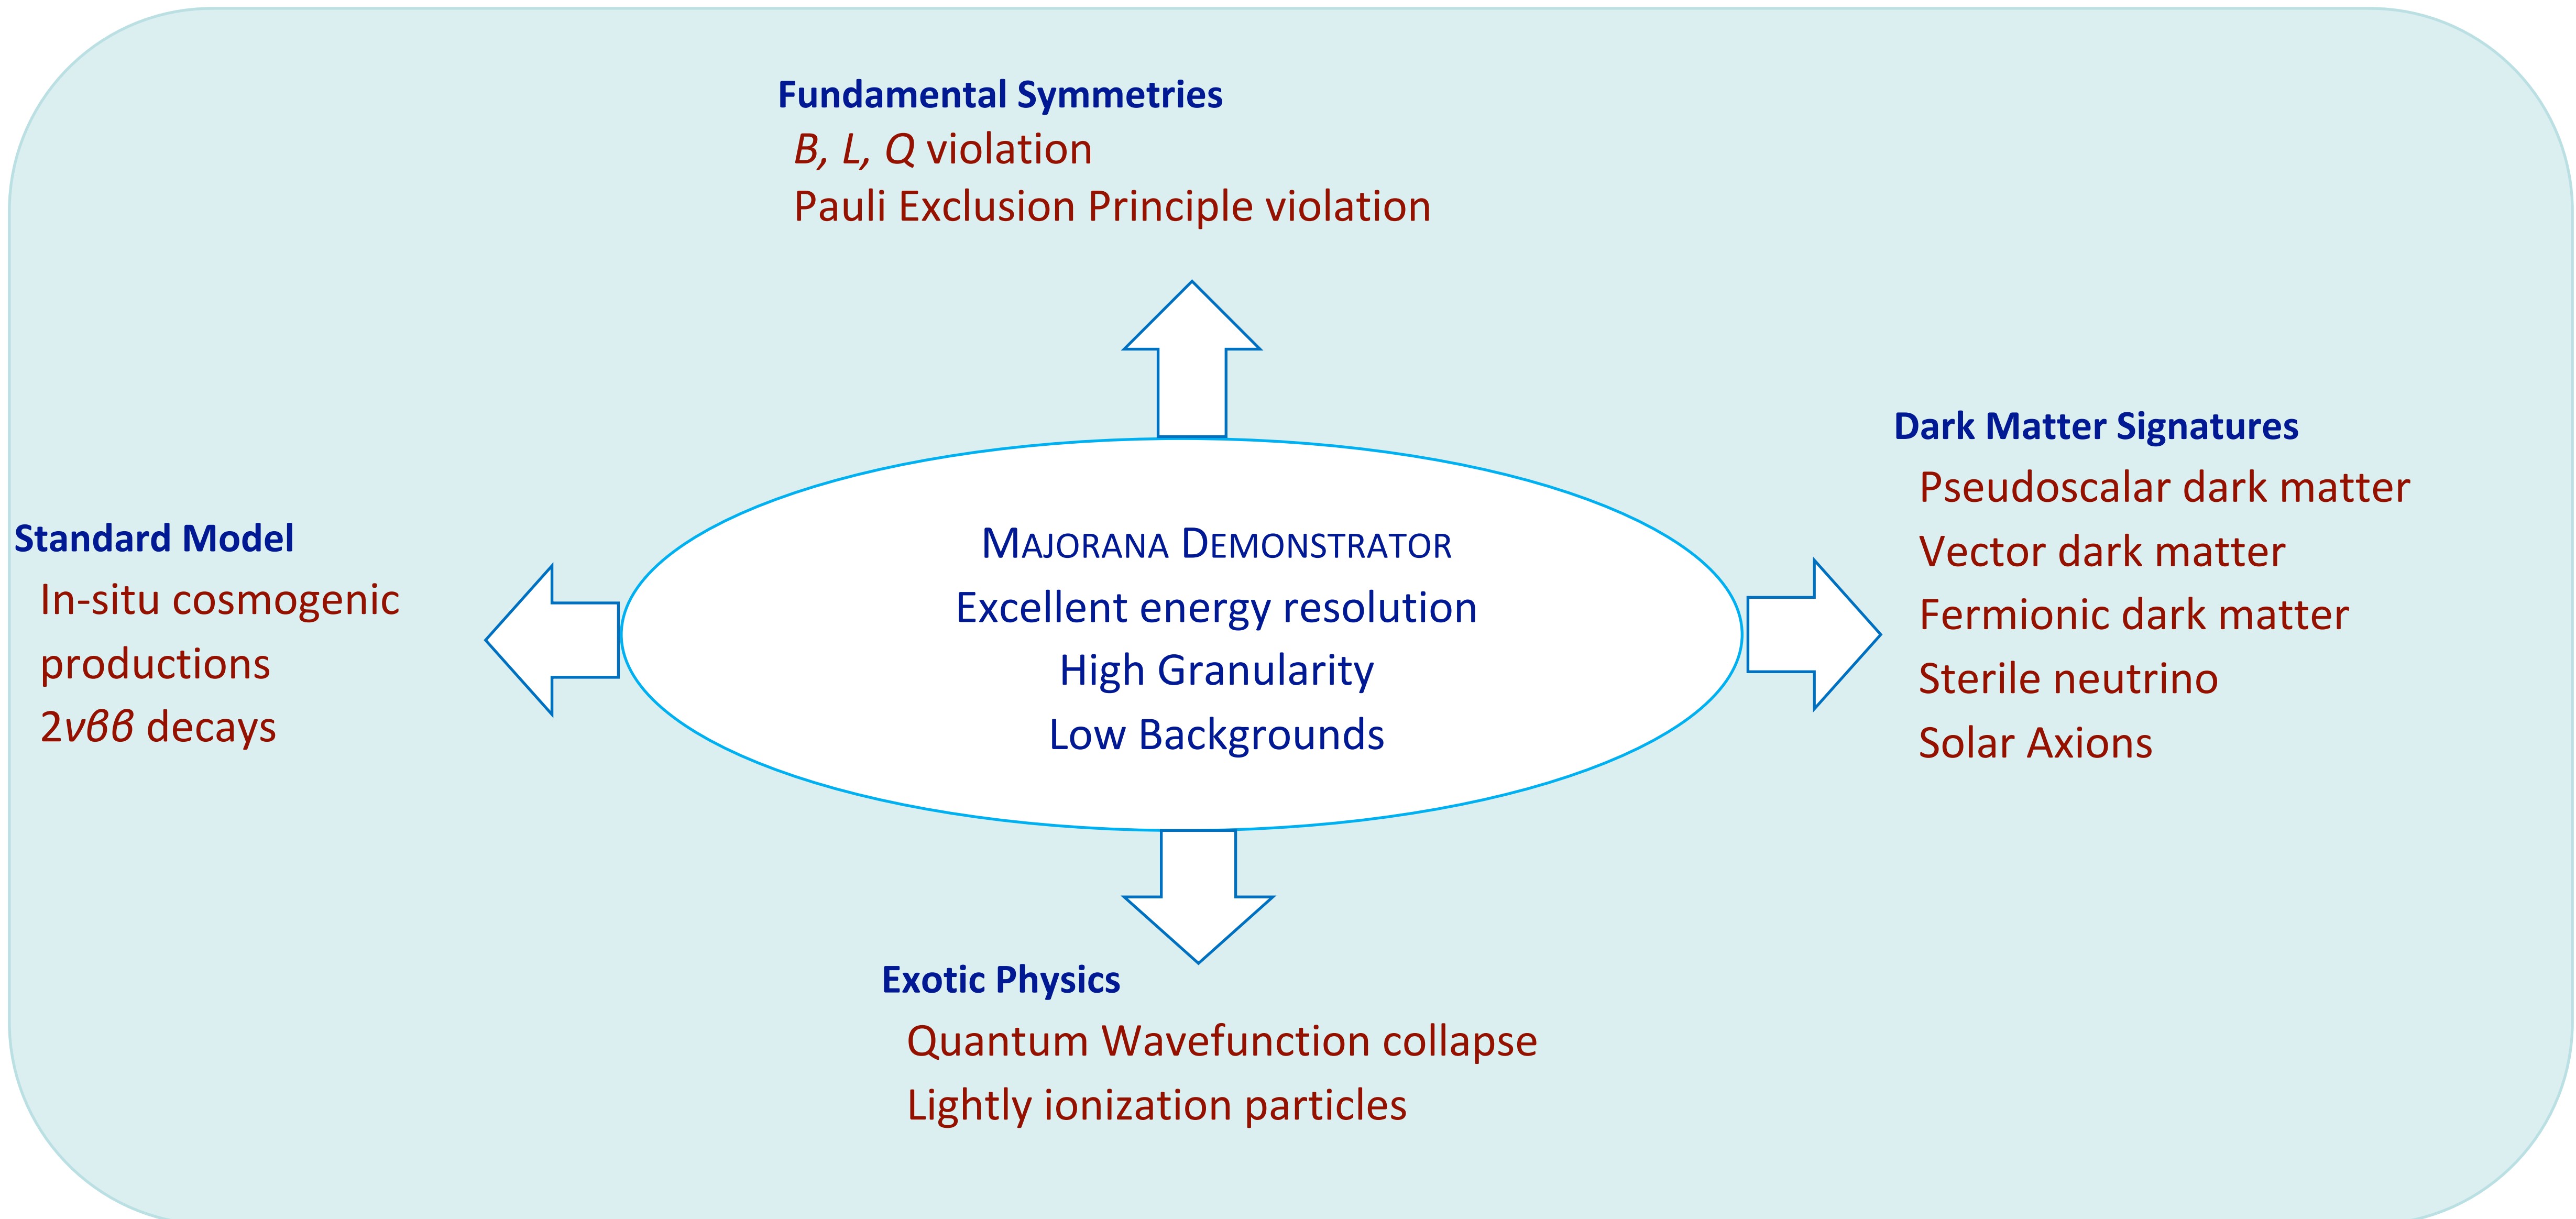 Fundamental Symmetries
B, L, Q violation
Pauli Exclusion Principle violation
Standard Model
In-situ cosmogenic
productions
2νββ decays
MAJORANA DEMONSTRATOR
Excellent energy resolution
High Granularity
Low Backgrounds
Dark Matter Signatures
Pseudoscalar dark matter
Vector dark matter
Fermionic dark matter
Sterile neutrino
Solar Axions
Exotic Physics
Quantum Wavefunction collapse
Lightly ionization particles